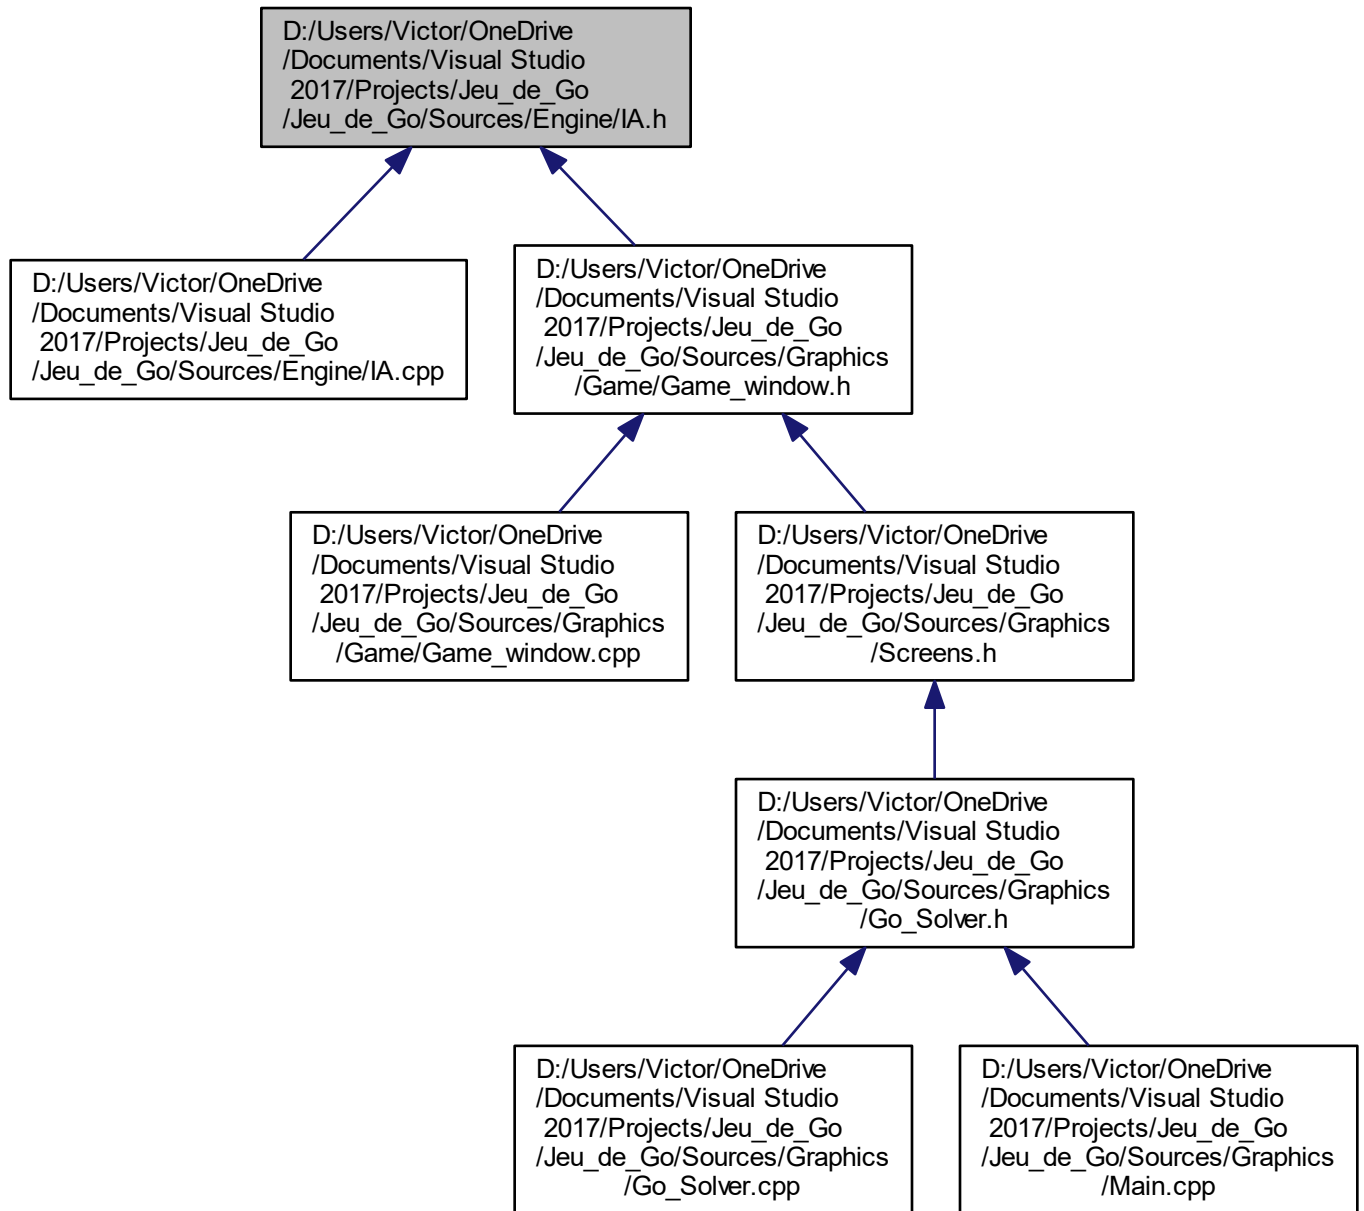 D:/Users/Victor/OneDrive
/Documents/Visual Studio
2017/Projects/Jeu_de_Go
/Jeu_de_Go/Sources/Engine/IA.h
D:/Users/Victor/OneDrive
/Documents/Visual Studio
2017/Projects/Jeu_de_Go
/Jeu_de_Go/Sources/Engine/IA.cpp
D:/Users/Victor/OneDrive
/Documents/Visual Studio
2017/Projects/Jeu_de_Go
/Jeu_de_Go/Sources/Graphics
/Game/Game_window.h
D:/Users/Victor/OneDrive
/Documents/Visual Studio
2017/Projects/Jeu_de_Go
/Jeu_de_Go/Sources/Graphics
/Game/Game_window.cpp
D:/Users/Victor/OneDrive
/Documents/Visual Studio
2017/Projects/Jeu_de_Go
/Jeu_de_Go/Sources/Graphics
/Screens.h
D:/Users/Victor/OneDrive
/Documents/Visual Studio
2017/Projects/Jeu_de_Go
/Jeu_de_Go/Sources/Graphics
/Go_Solver.h
D:/Users/Victor/OneDrive
/Documents/Visual Studio
2017/Projects/Jeu_de_Go
/Jeu_de_Go/Sources/Graphics
/Go_Solver.cpp
D:/Users/Victor/OneDrive
/Documents/Visual Studio
2017/Projects/Jeu_de_Go
/Jeu_de_Go/Sources/Graphics
/Main.cpp